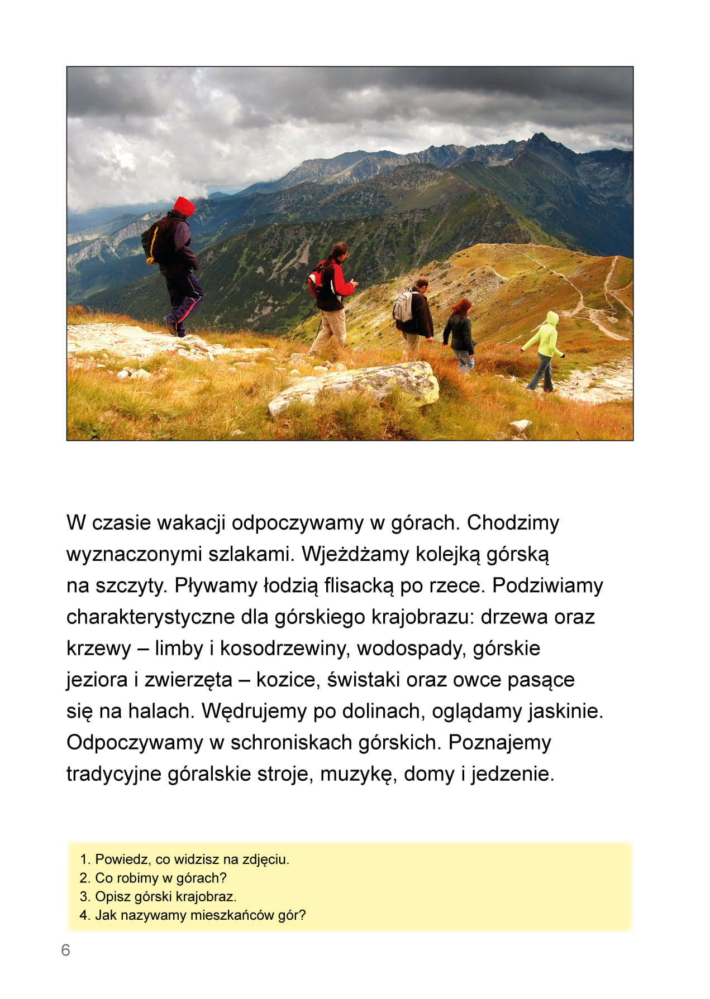 W czasie wakacji odpoczywamy w górach. Chodzimy
wyznaczonymi szlakami. Wjeżdżamy kolejką górską
na szczyty. Pływamy łodzią flisacką po rzece. Podziwiamy
charakterystyczne dla górskiego krajobrazu: drzewa oraz
krzewy – limby i kosodrzewiny, wodospady, górskie
jeziora i zwierzęta – kozice, świstaki oraz owce pasące
się na halach. Wędrujemy po dolinach, oglądamy jaskinie.
Odpoczywamy w schroniskach górskich. Poznajemy
tradycyjne góralskie stroje, muzykę, domy i jedzenie.
1. Powiedz, co widzisz na zdjęciu.
2. Co robimy w górach?
3. Opisz górski krajobraz.
4. Jak nazywamy mieszkańców gór?
6